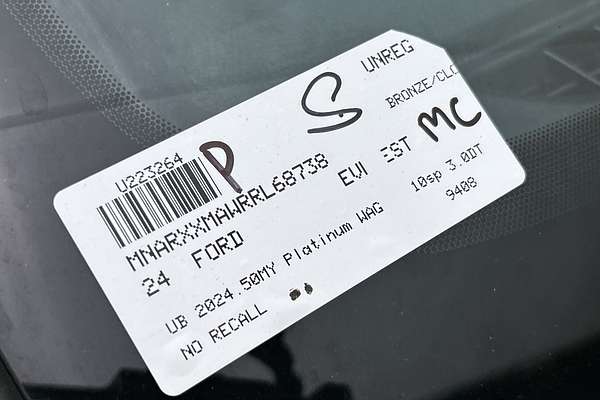 UNREG
S
BRONZE/CLO
U223264
P
MC
MNARXXMAWRRL68738
EWI EST
24 FORD
10sp 3.0DT
9408
UB 2024.50MY Platinum WAG
NO RECALL